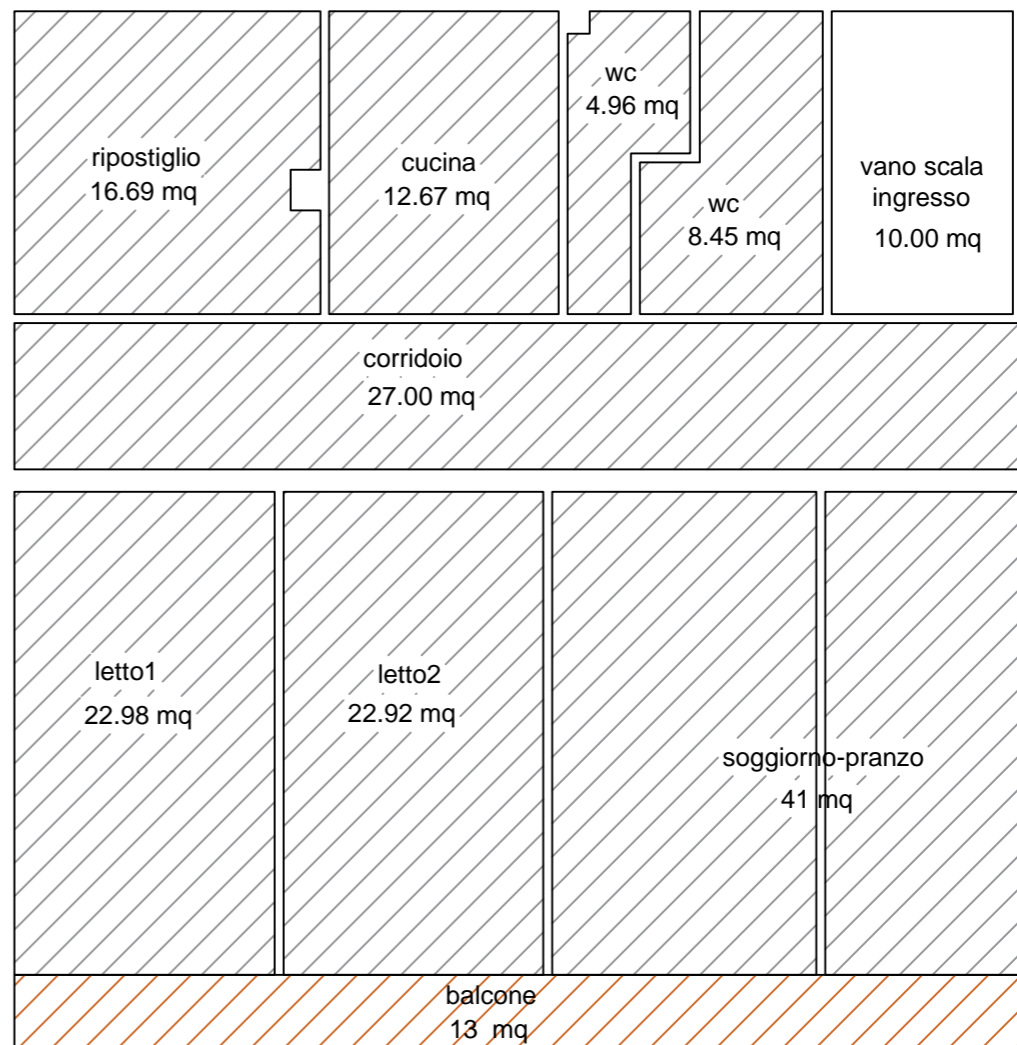 ripostiglio
16.69 mq
cucina
12.67 mq
wc
4.96 mq
wc
8.45 mq
vano scala
ingresso
10.00 mq
corridoio
27.00 mq
letto1
22.98 mq
letto2
22.92 mq
soggiorno-pranzo
41 mq
balcone
13 mq